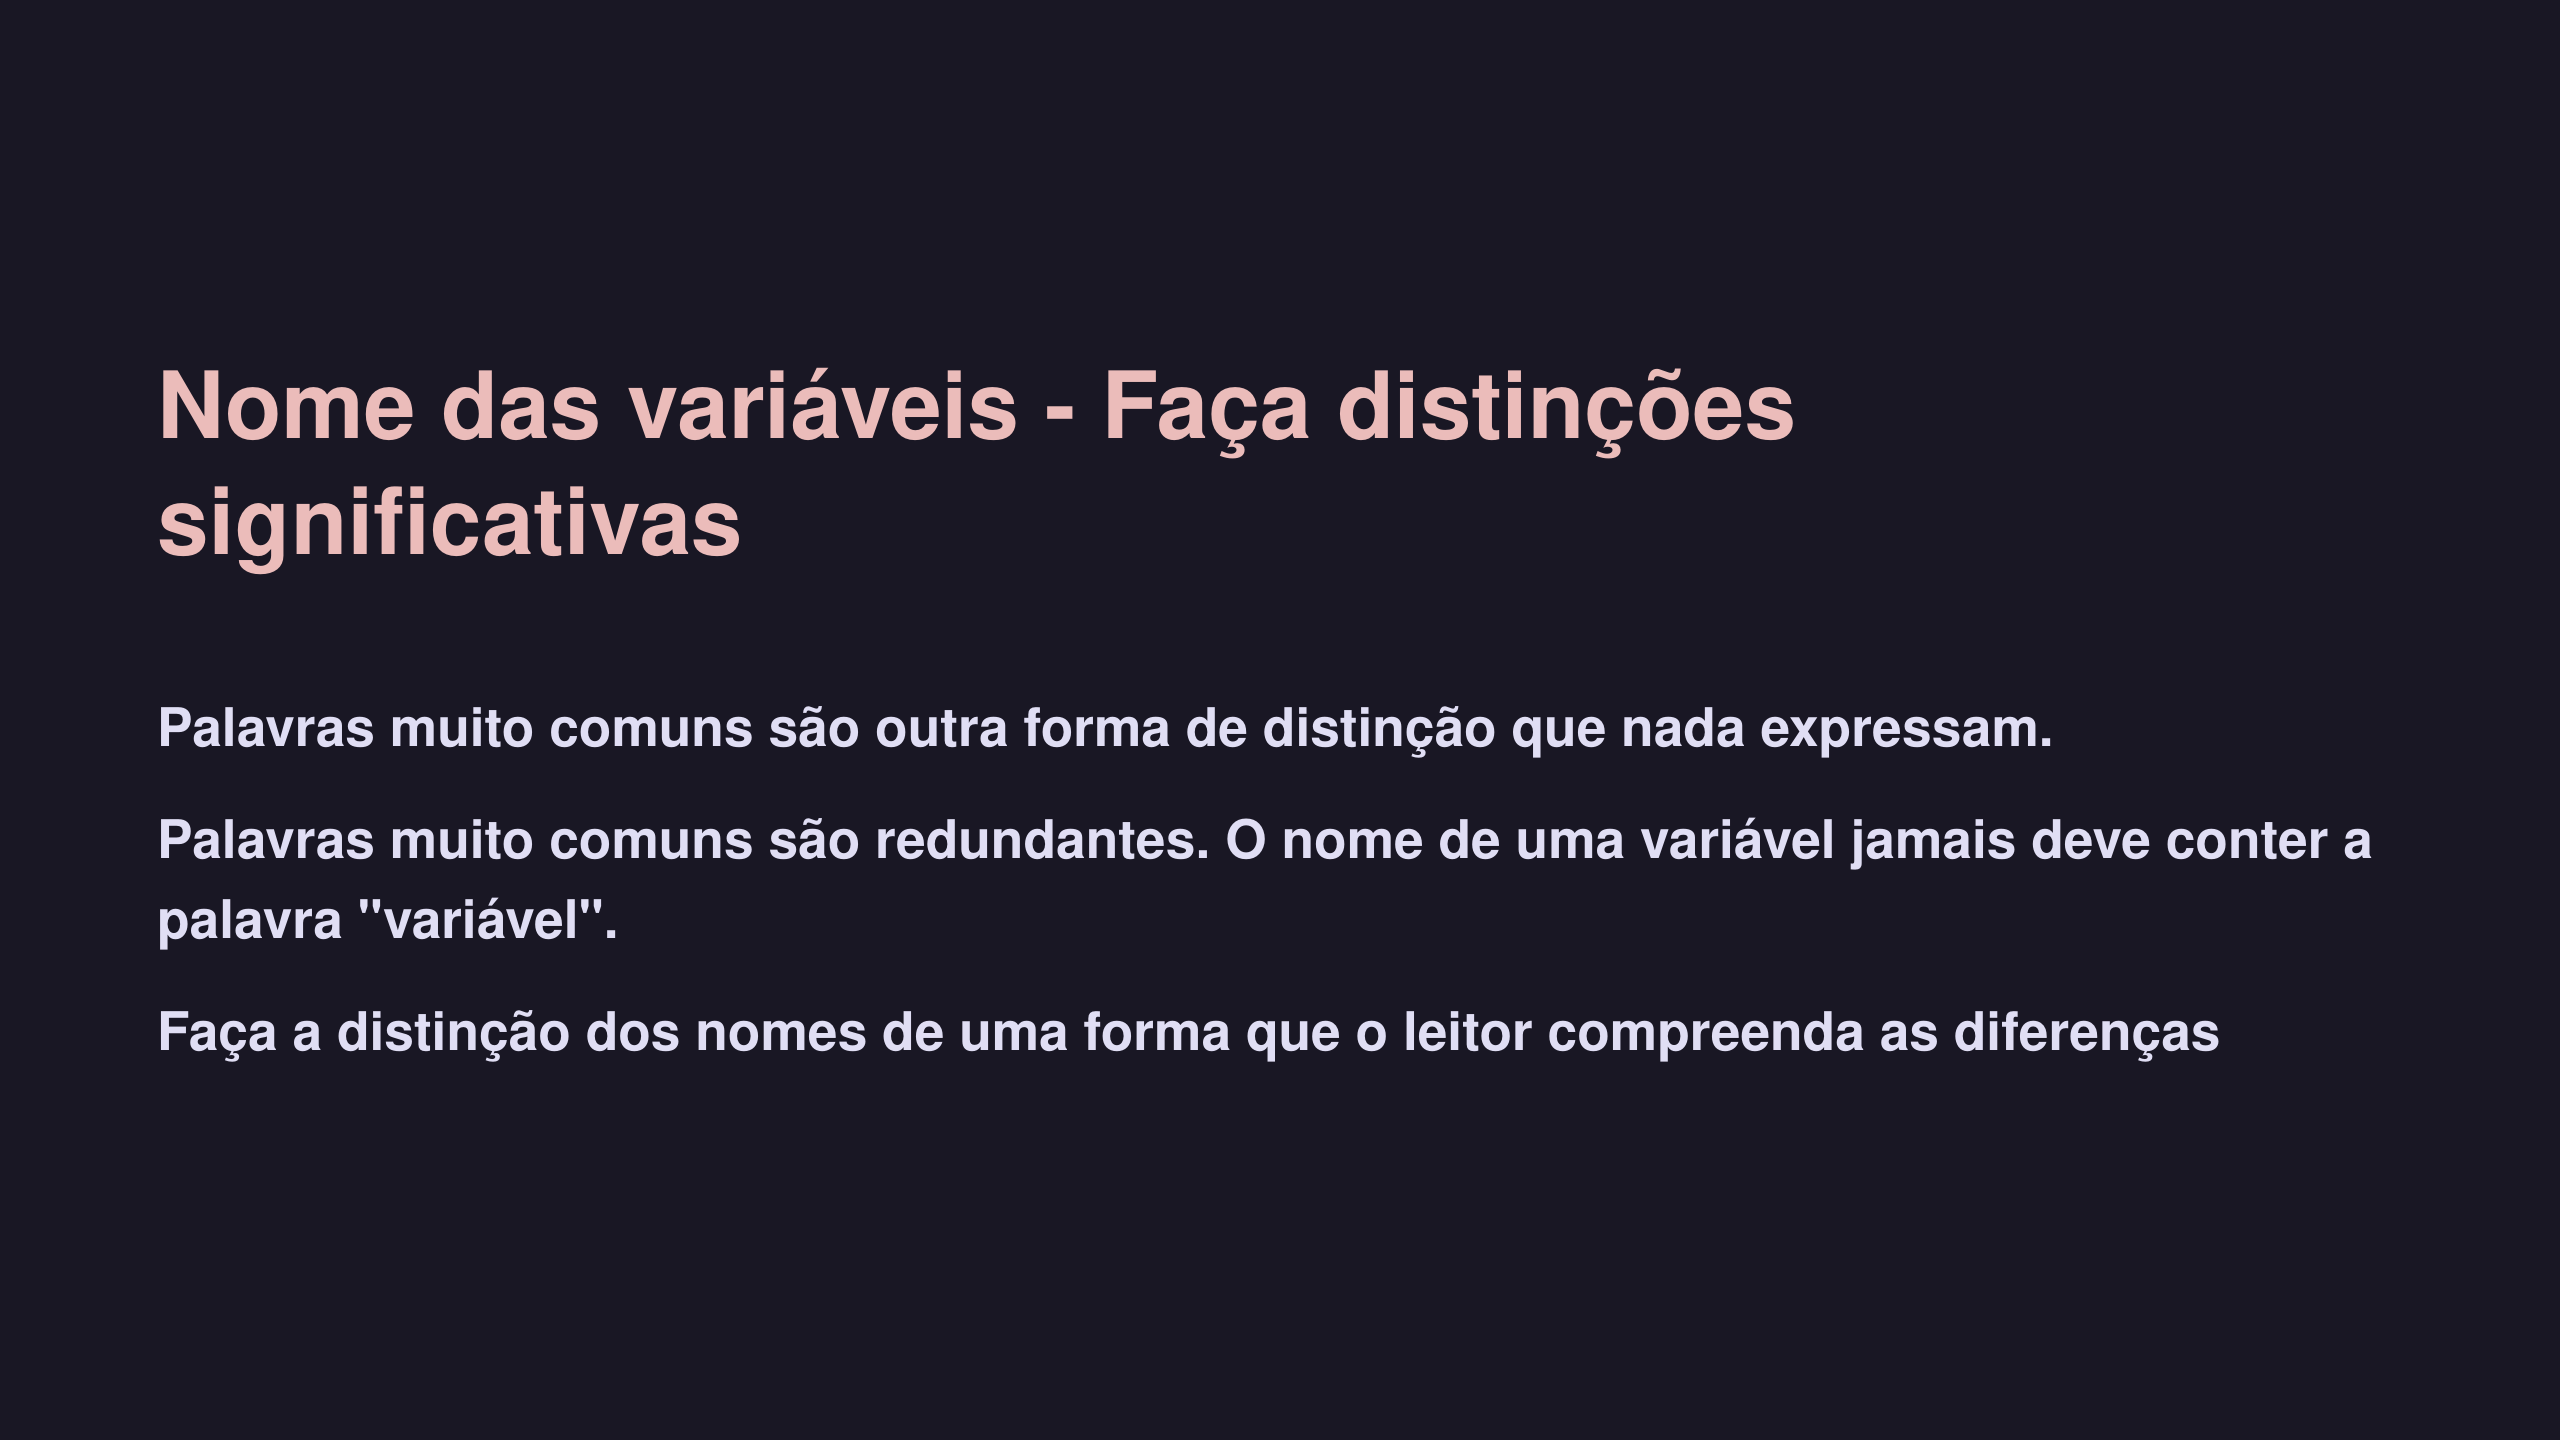 Nome das variáveis - Faça distinções
significativas
Palavras muito comuns são outra forma de distinção que nada expressam.
Palavras muito comuns são redundantes. O nome de uma variável jamais deve conter a
palavra "variável".
Faça a distinção dos nomes de uma forma que o leitor compreenda as diferenças